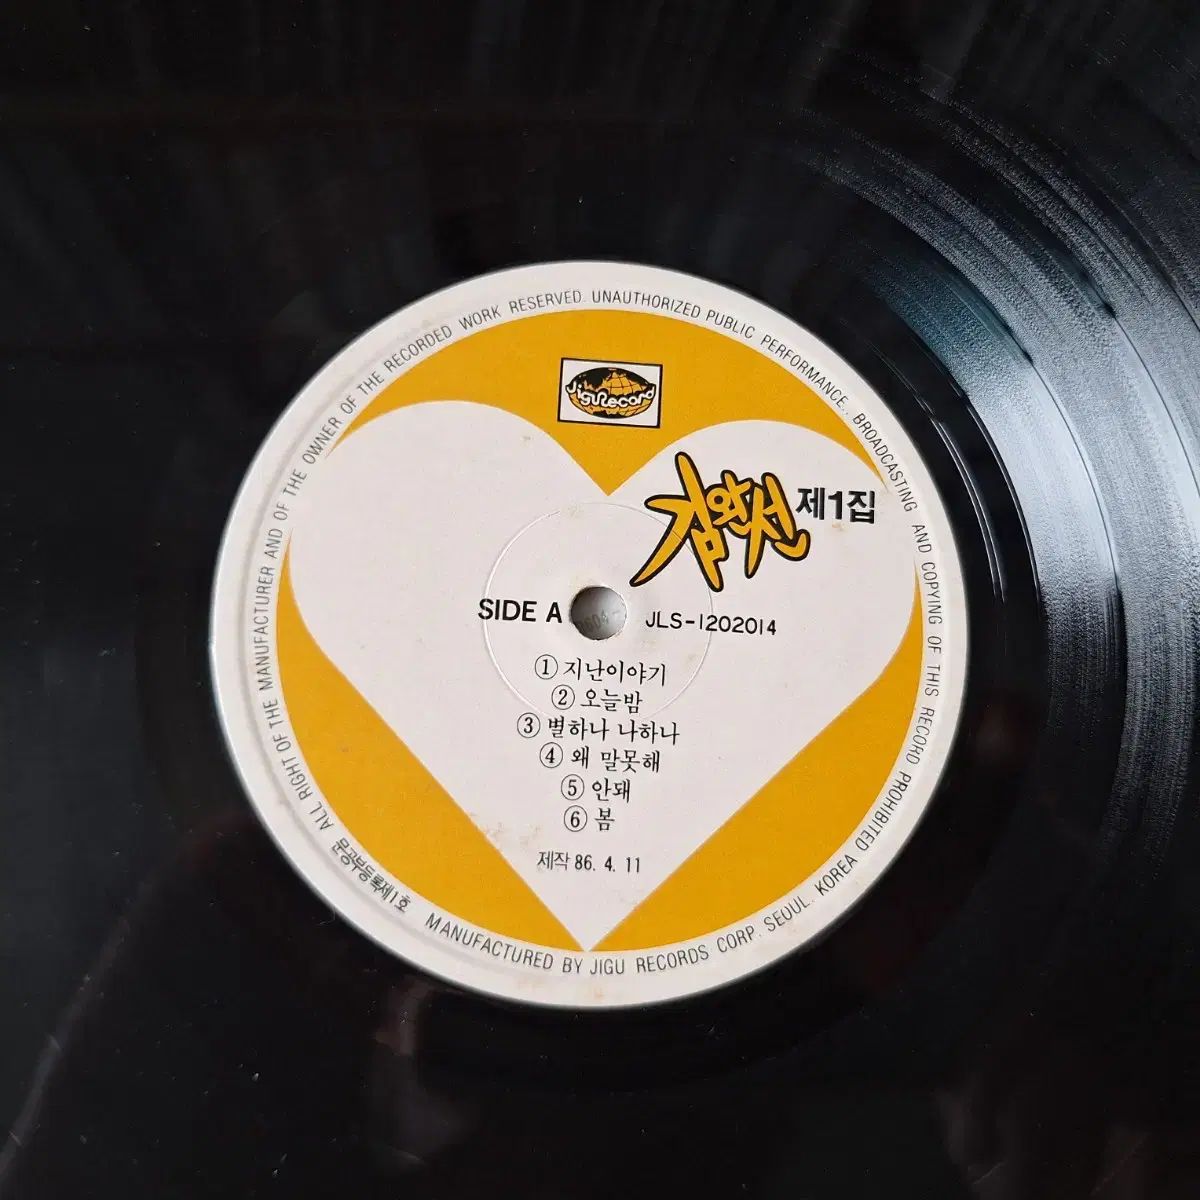 ALL RIGHT OF THE MANUFACTURER AND OF THE OWNER OF THE RECORDED WORK RESERVED. UNAUTHORIZED PUBLIC PERFORMANCE., BROADCASTING AND COPYING OF THIS RECORD PROHIBITED
JiguRecord
김완선 제1집
SIDE A
JLS-1202014
① 지난이야기
② 오늘밤
③ 별하나 나하나
④ 왜 말못해
⑤ 안돼
⑥ 봄
제작 86. 4. 11
문공부등록제1호 MANUFACTURED BY JIGU RECORDS CORP. SEOUL. KOREA